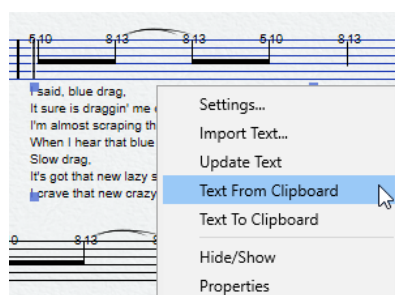 5 10 8 13 8 13 5 10 8 13
I said, blue drag,
It sure is draggin' me
I'm almost scraping th
When I hear that blue
Slow drag,
It's got that new lazy s
I crave that new crazy
Settings...
Import Text...
Update Text
Text From Clipboard
Text To Clipboard
Hide/Show
Properties
0 8 13